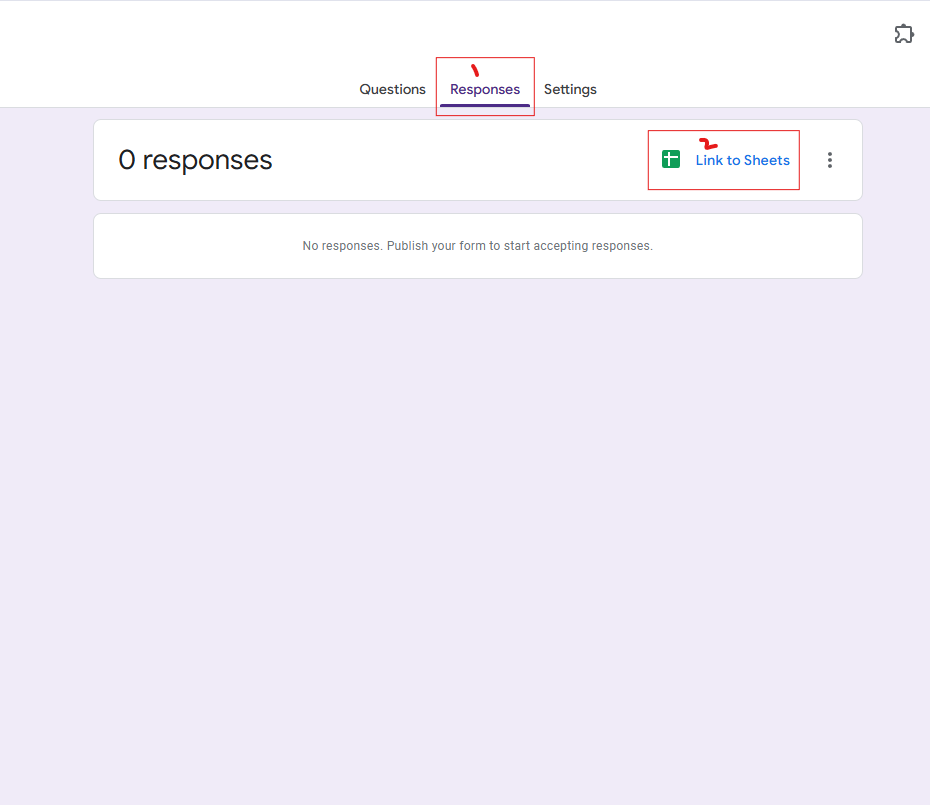 1
Questions Responses Settings
2
0 responses
Link to Sheets
No responses. Publish your form to start accepting responses.